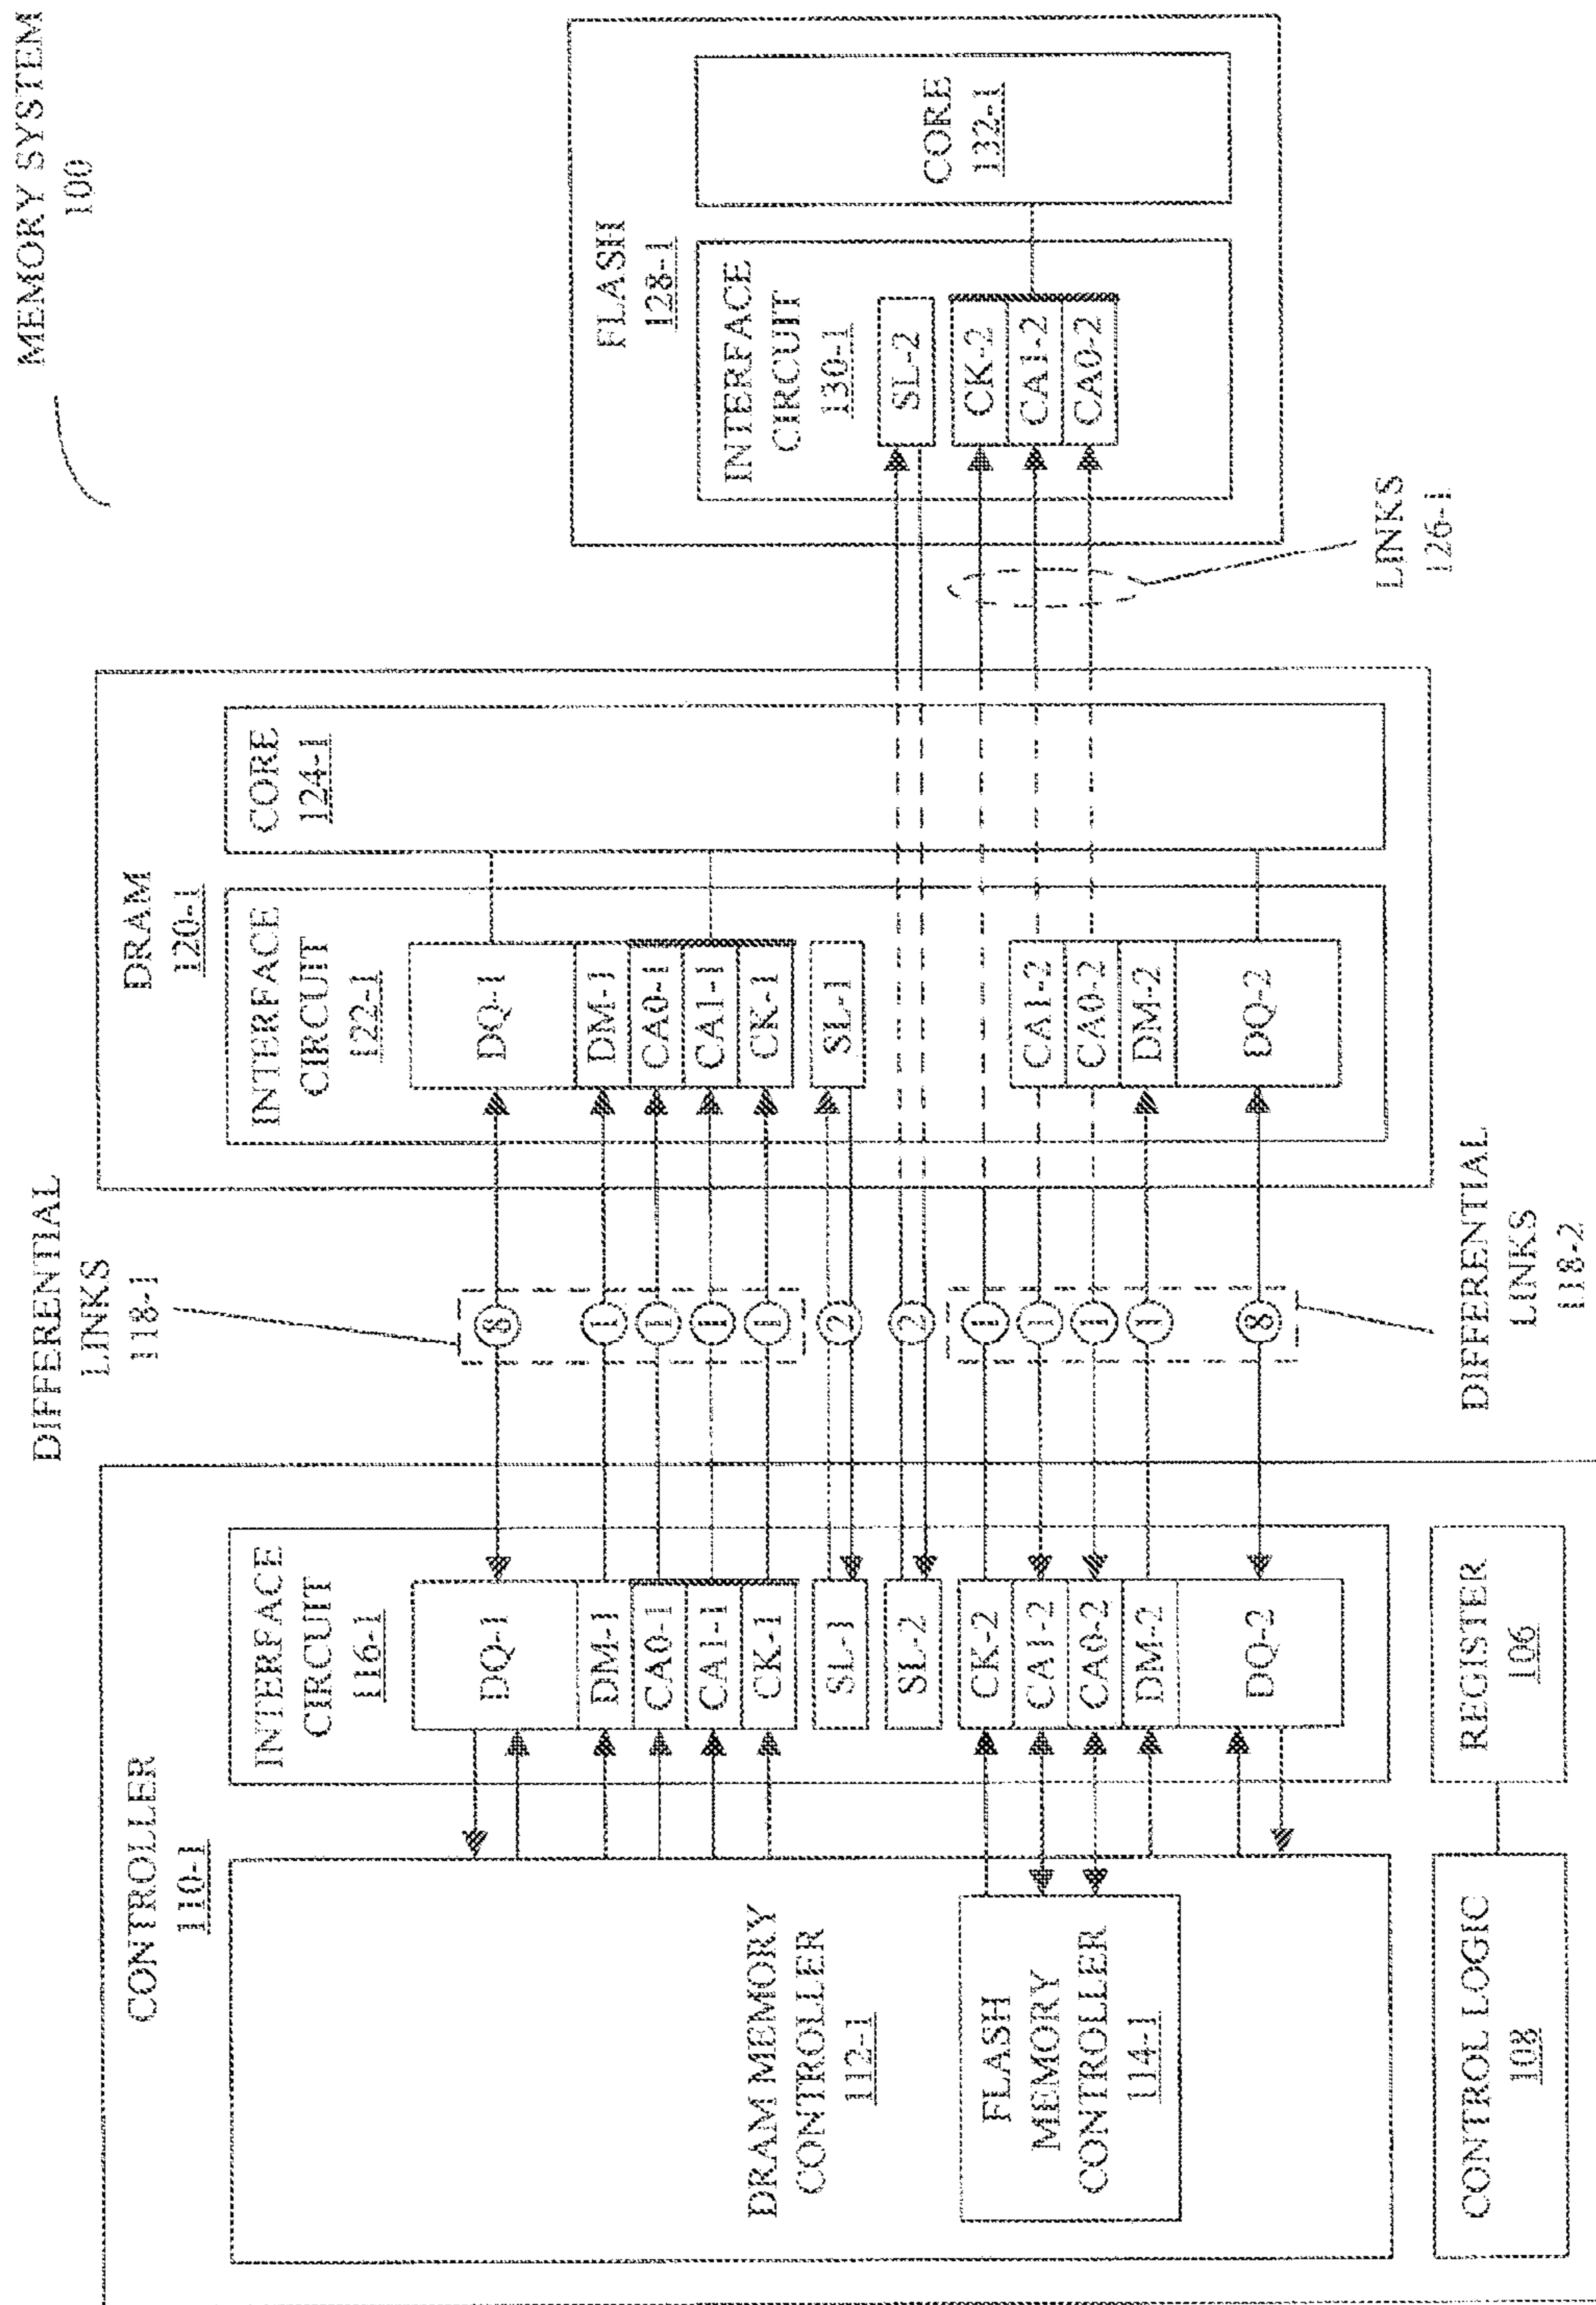 MEMORY SYSTEM
100
CONTROLLER
110-1
DRAM MEMORY
CONTROLLER
112-1
FLASH
MEMORY
CONTROLLER
114-1
CONTROL LOGIC
108
REGISTER
106
INTERFACE
CIRCUIT
116-1
DQ-1
DM-1
CA0-1
CA1-1
CK-1
SL-1
SL-2
CK-2
CA1-2
CA0-2
DM-2
DQ-2
DIFFERENTIAL
LINKS
118-1
8
1
1
1
1
2
2
1
1
1
1
8
DIFFERENTIAL
LINKS
118-2
DRAM
120-1
INTERFACE
CIRCUIT
122-1
DQ-1
DM-1
CA0-1
CA1-1
CK-1
SL-1
CA1-2
CA0-2
DM-2
DQ-2
CORE
124-1
LINKS
126-1
FLASH
128-1
INTERFACE
CIRCUIT
130-1
SL-2
CK-2
CA1-2
CA0-2
CORE
132-1